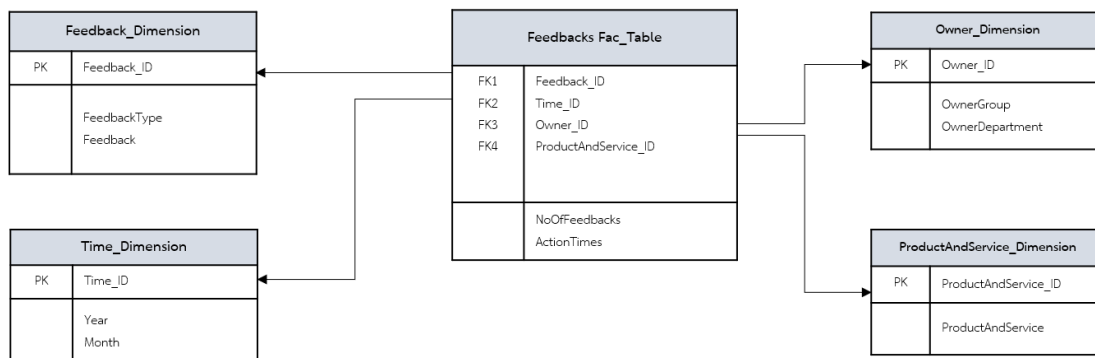 Feedback_Dimension
PK Feedback_ID
FeedbackType
Feedback
Time_Dimension
PK Time_ID
Year
Month
Feedbacks Fac_Table
FK1 Feedback_ID
FK2 Time_ID
FK3 Owner_ID
FK4 ProductAndService_ID
NoOfFeedbacks
ActionTimes
Owner_Dimension
PK Owner_ID
OwnerGroup
OwnerDepartment
ProductAndService_Dimension
PK ProductAndService_ID
ProductAndService